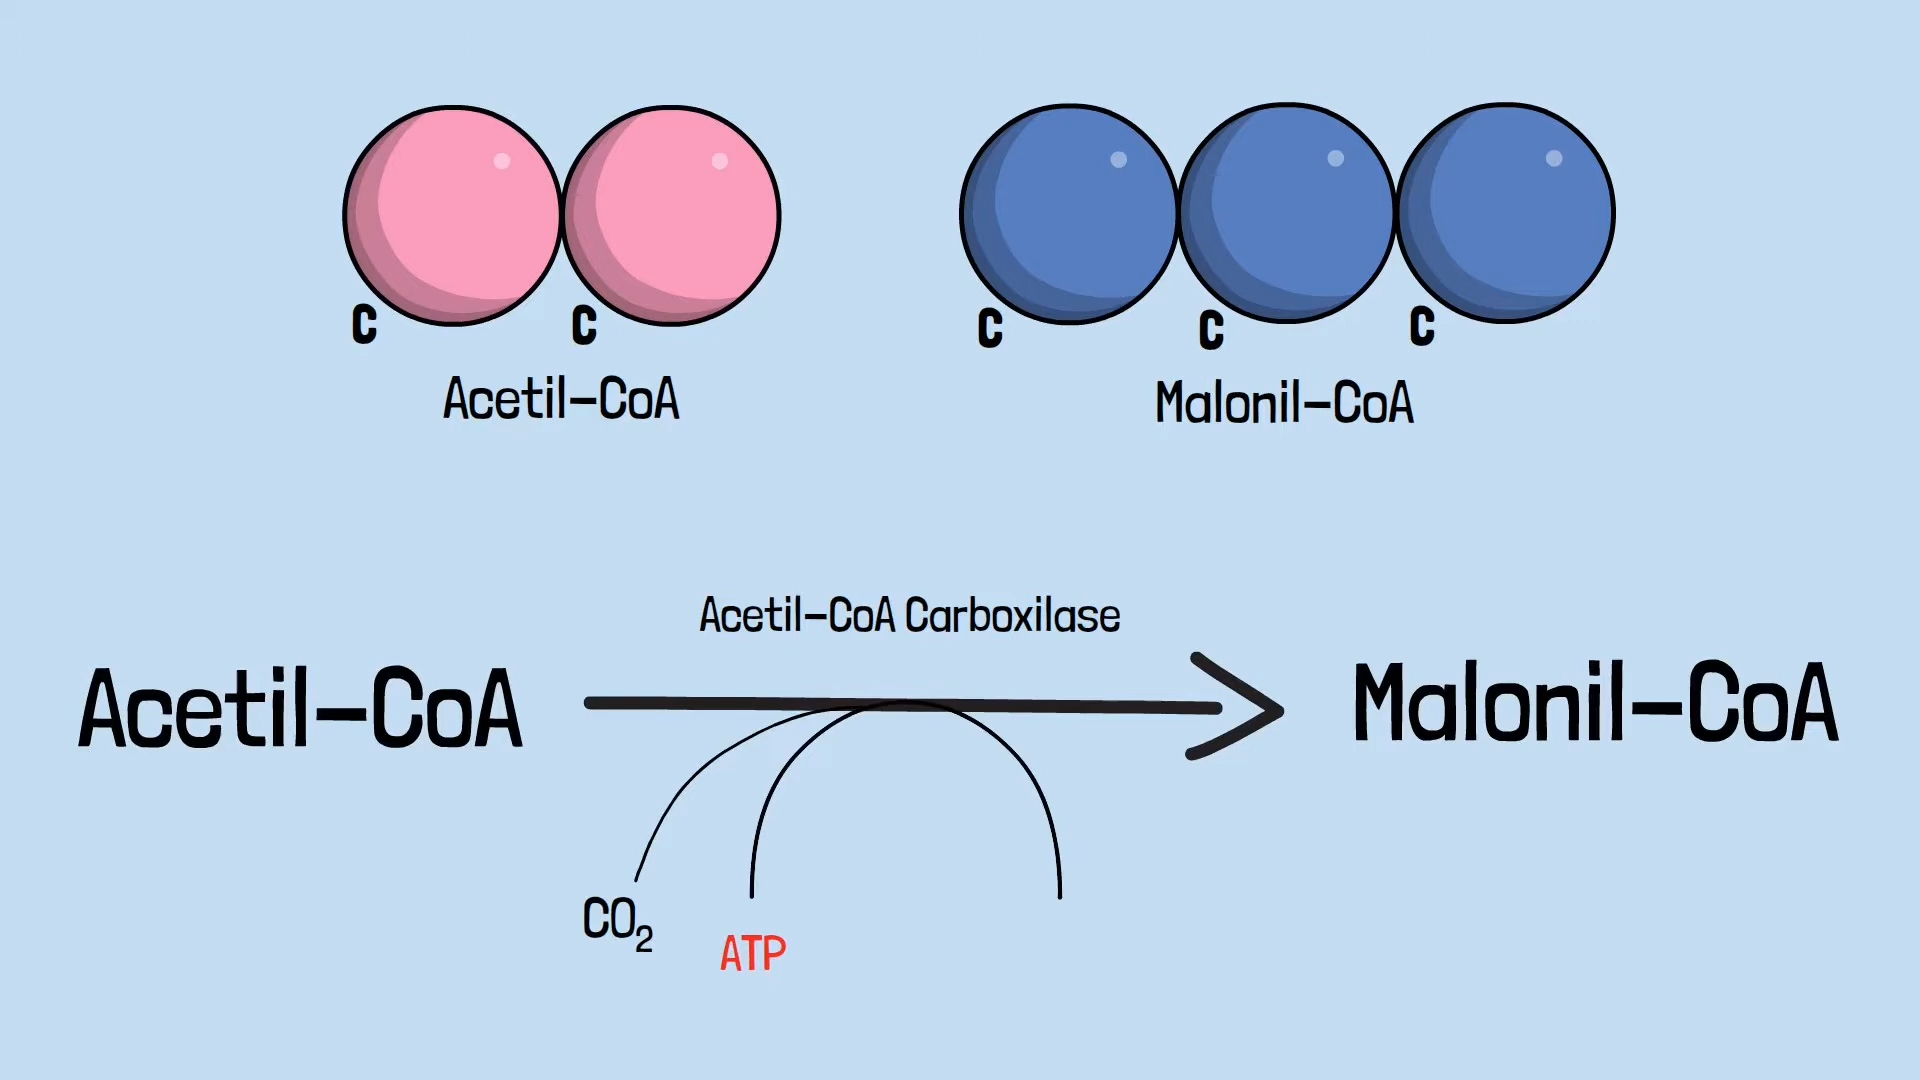 C C
C C C
Acetil-CoA
Malonil-CoA
Acetil-CoA Carboxilase
Acetil-CoA
Malonil-CoA
CO₂
ATP